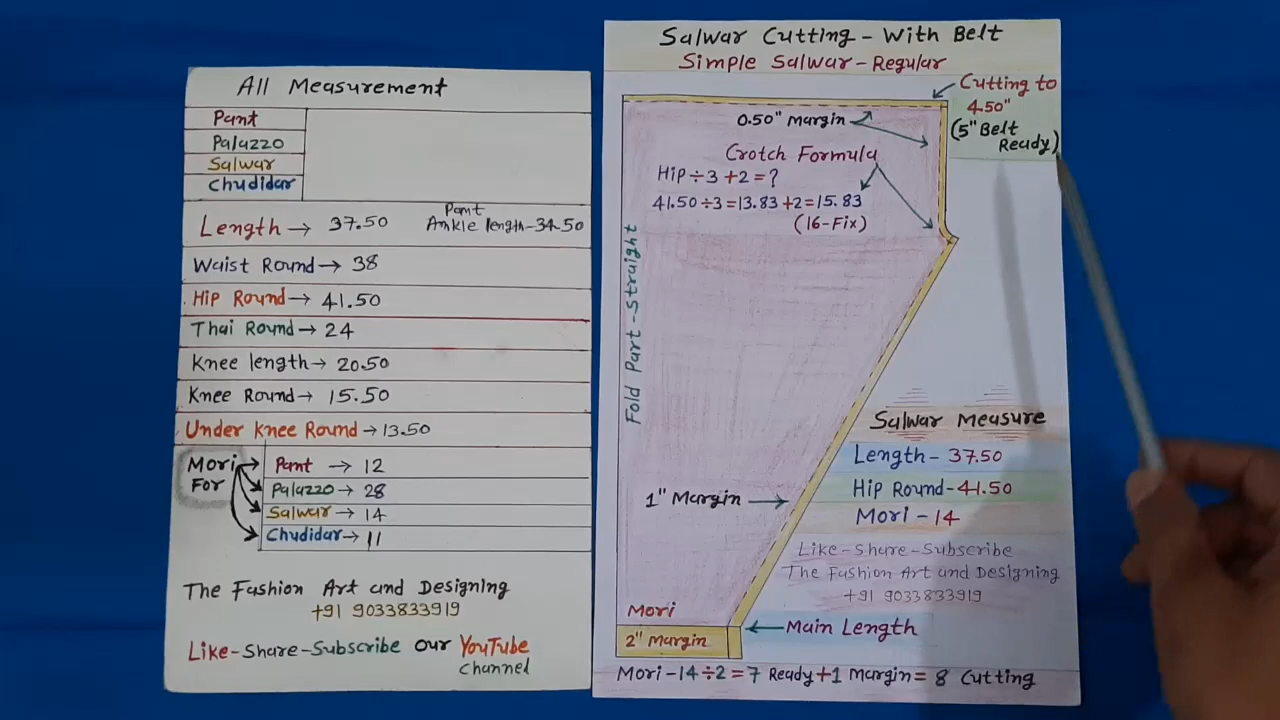 All Measurement
Pant
Palazzo
Salwar
Chudidar
Length → 37.50
Pant
Ankle length-34.50
Waist Round → 38
Hip Round → 41.50
Thai Round → 24
Knee length → 20.50
Knee Round → 15.50
Under Knee Round → 13.50
Mori
For
Pant → 12
Palazzo → 28
Salwar → 14
Chudidar → 11
The Fashion Art and Designing
+91 9033833919
Like-Share-Subscribe Our YouTube
Channel
Salwar Cutting - With Belt
Simple Salwar - Regular
Cutting to
4.50"
(5" Belt
Ready)
0.50" Margin
Crotch Formula
Hip ÷ 3 + 2 = ?
41.50 ÷ 3 = 13.83 + 2 = 15.83
(16-Fix)
Fold Part - Straight
Salwar Measure
Length - 37.50
Hip Round - 41.50
Mori - 14
1" Margin
Like-Share-Subscribe
The Fashion Art and Designing
+91 9033833919
Mori
Main Length
2" Margin
Mori - 14 ÷ 2 = 7 Ready + 1 Margin = 8 Cutting